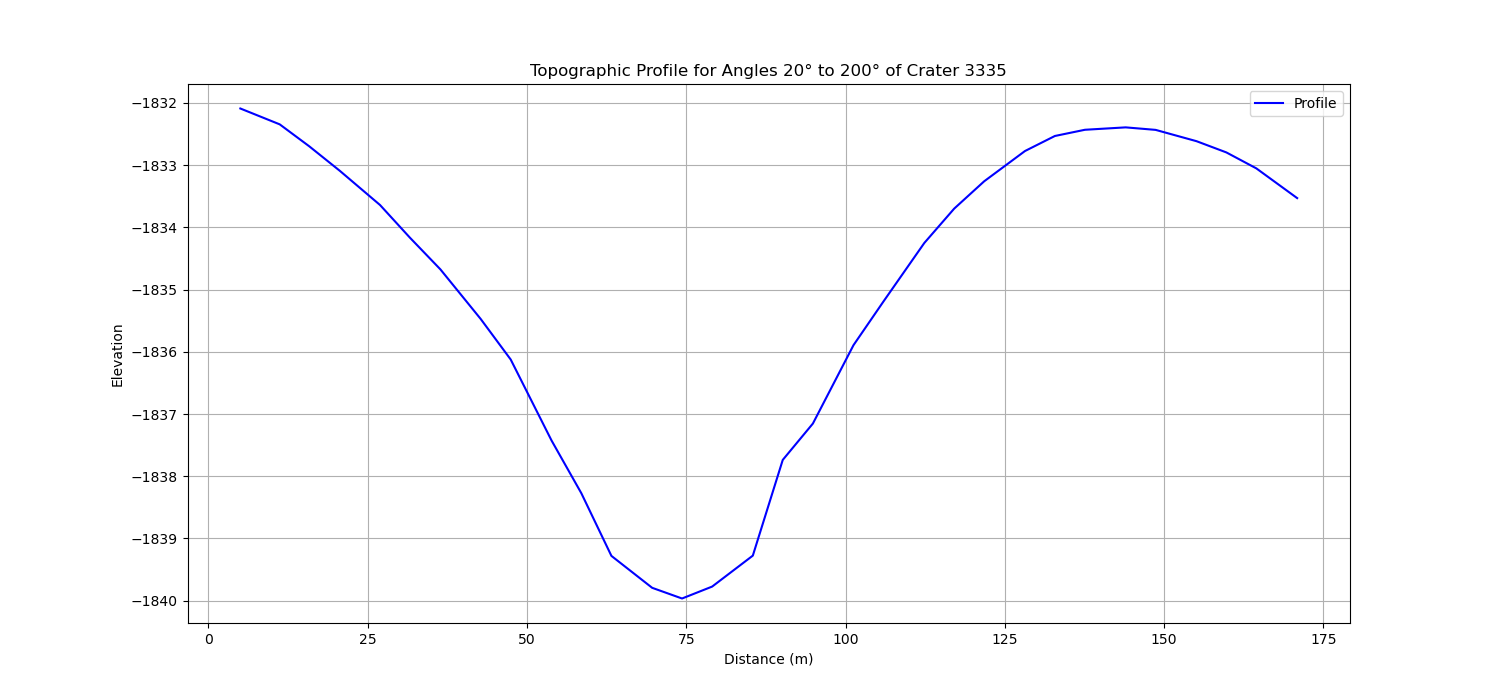 Topographic Profile for Angles 20° to 200° of Crater 3335
Profile
−1832
−1833
−1834
−1835
−1836
−1837
−1838
−1839
−1840
Elevation
0 25 50 75 100 125 150 175
Distance (m)